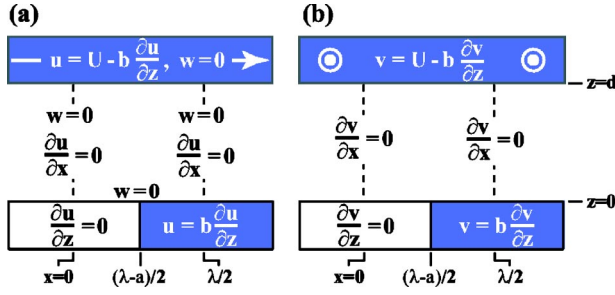 (a)
u = U - b ∂u/∂z, w=0
w=0 w=0
∂u/∂x=0 ∂u/∂x=0
w=0
∂u/∂z=0 u = b ∂u/∂z
x=0 (λ-a)/2 λ/2
(b)
v = U - b ∂v/∂z
z=d
∂v/∂x=0 ∂v/∂x=0
z=0
∂v/∂z=0 v = b ∂v/∂z
x=0 (λ-a)/2 λ/2